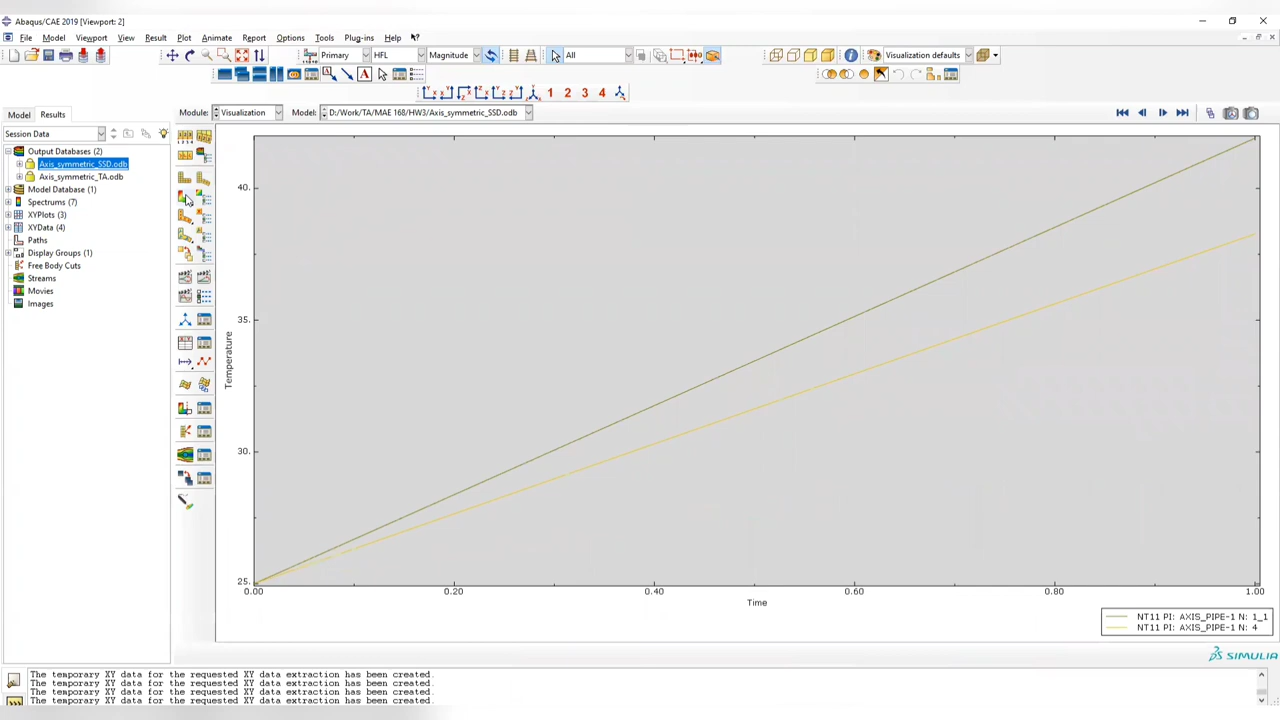 Abaqus/CAE 2019 [Viewport: 2]
File Model Viewport View Result Plot Animate Report Options Tools Plug-ins Help
Primary HFL Magnitude All Visualization defaults
A 1 2 3 4
Model Results Module: Visualization Model: D:/Work/TA/MAE 168/HW3/Axis_symmetric_SSD.odb
Session Data
Output Databases (2)
Axis_symmetric_SSD.odb
Axis_symmetric_TA.odb
Model Database (1)
Spectrums (7)
XYPlots (3)
XYData (4)
Paths
Display Groups (1)
Free Body Cuts
Streams
Movies
Images
40.
35.
30.
25.
Temperature
0.00 0.20 0.40 0.60 0.80 1.00
Time
NT11 PI: AXIS_PIPE-1 N: 1_1
NT11 PI: AXIS_PIPE-1 N: 4
SIMULIA
The temporary XY data for the requested XY data extraction has been created.
The temporary XY data for the requested XY data extraction has been created.
The temporary XY data for the requested XY data extraction has been created.
The temporary XY data for the requested XY data extraction has been created.